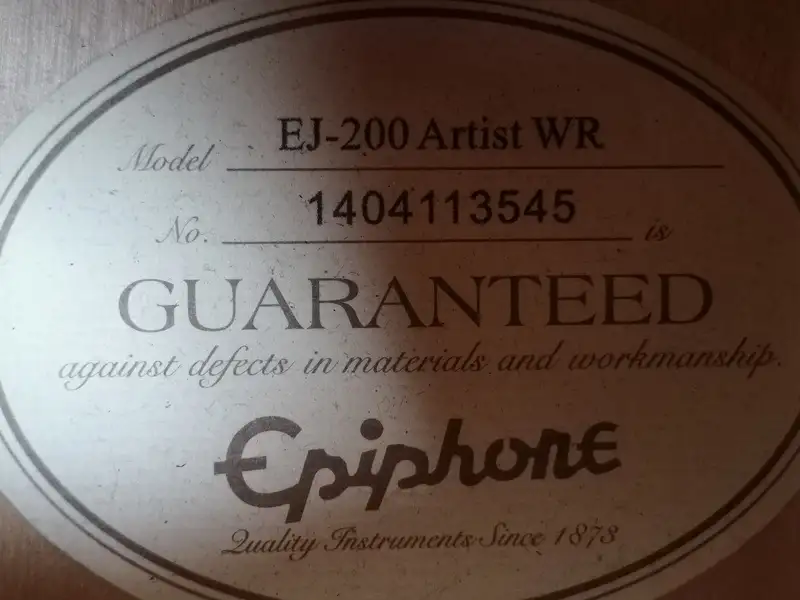 Model EJ-200 Artist WR
No. 1404113545 is
GUARANTEED
against defects in materials and workmanship.
Epiphone
Quality Instruments Since 1873